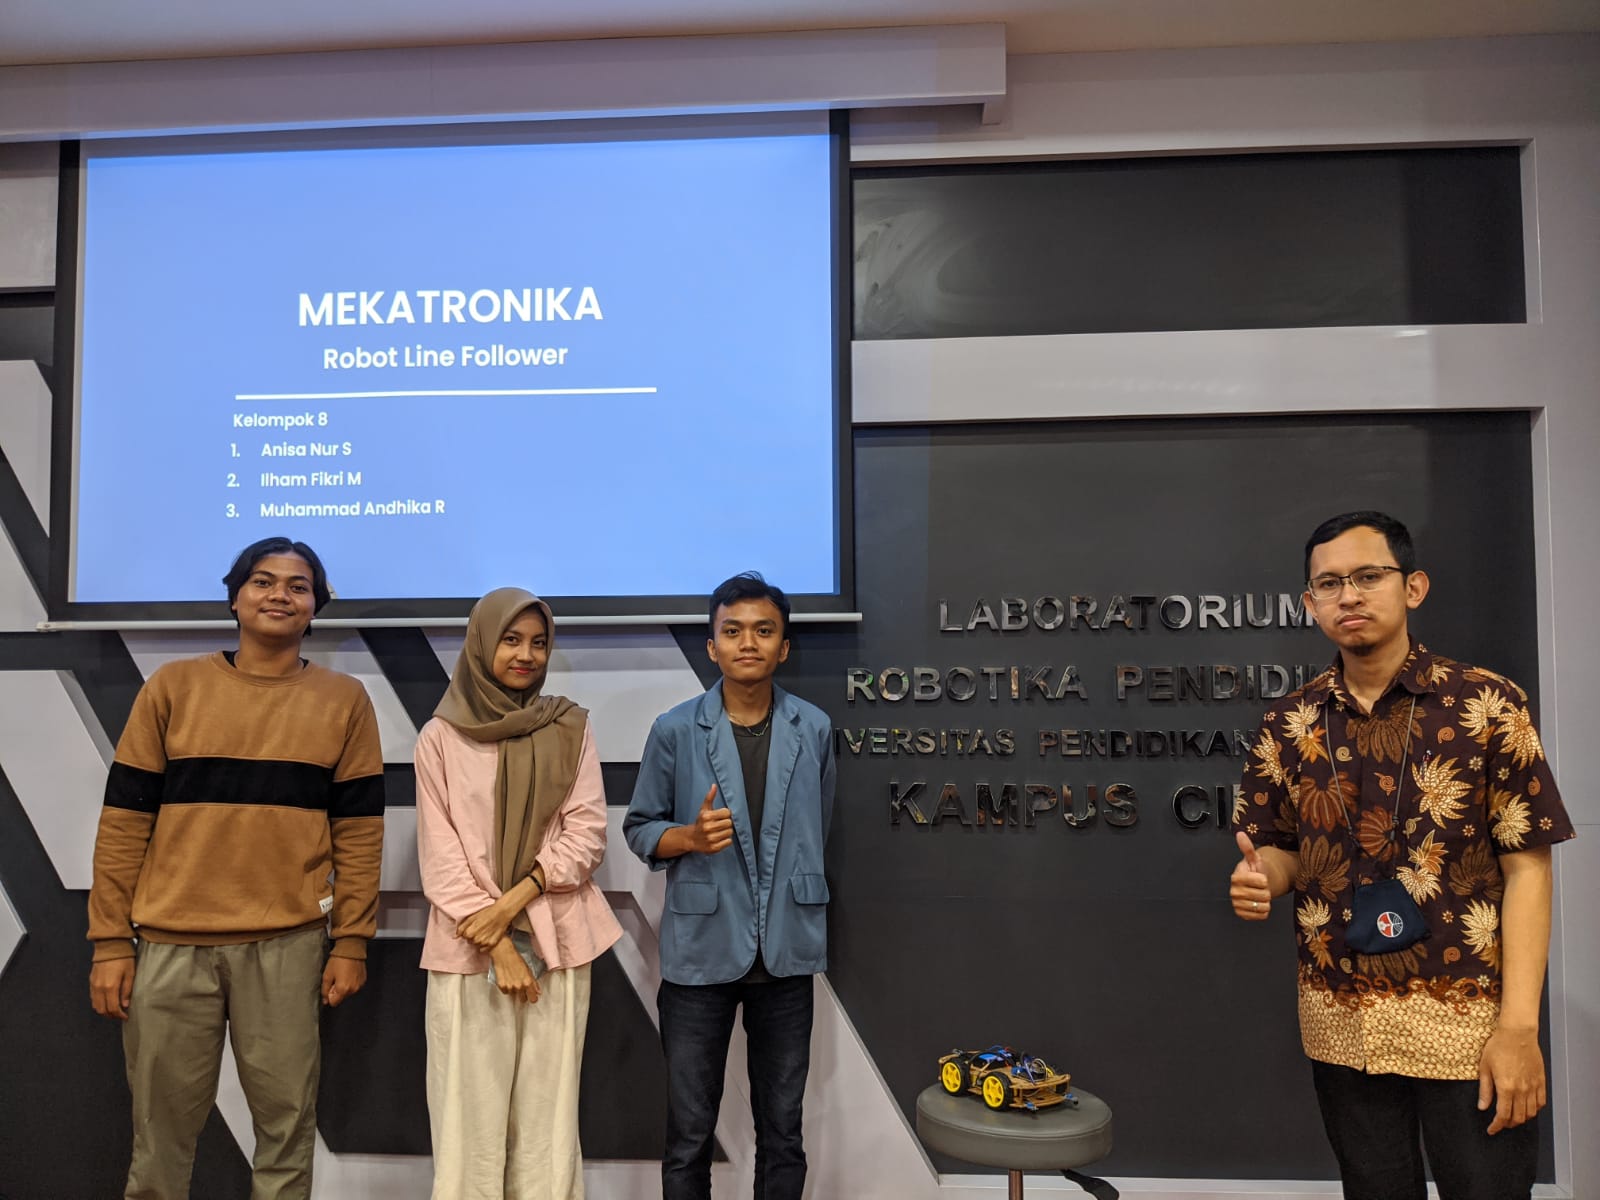 MEKATRONIKA
Robot Line Follower
Kelompok 8
1. Anisa Nur S
2. Ilham Fikri M
3. Muhammad Andhika R
LABORATORIUM
ROBOTIKA PENDIDIK
IVERSITAS PENDIDIKAN
KAMPUS CI